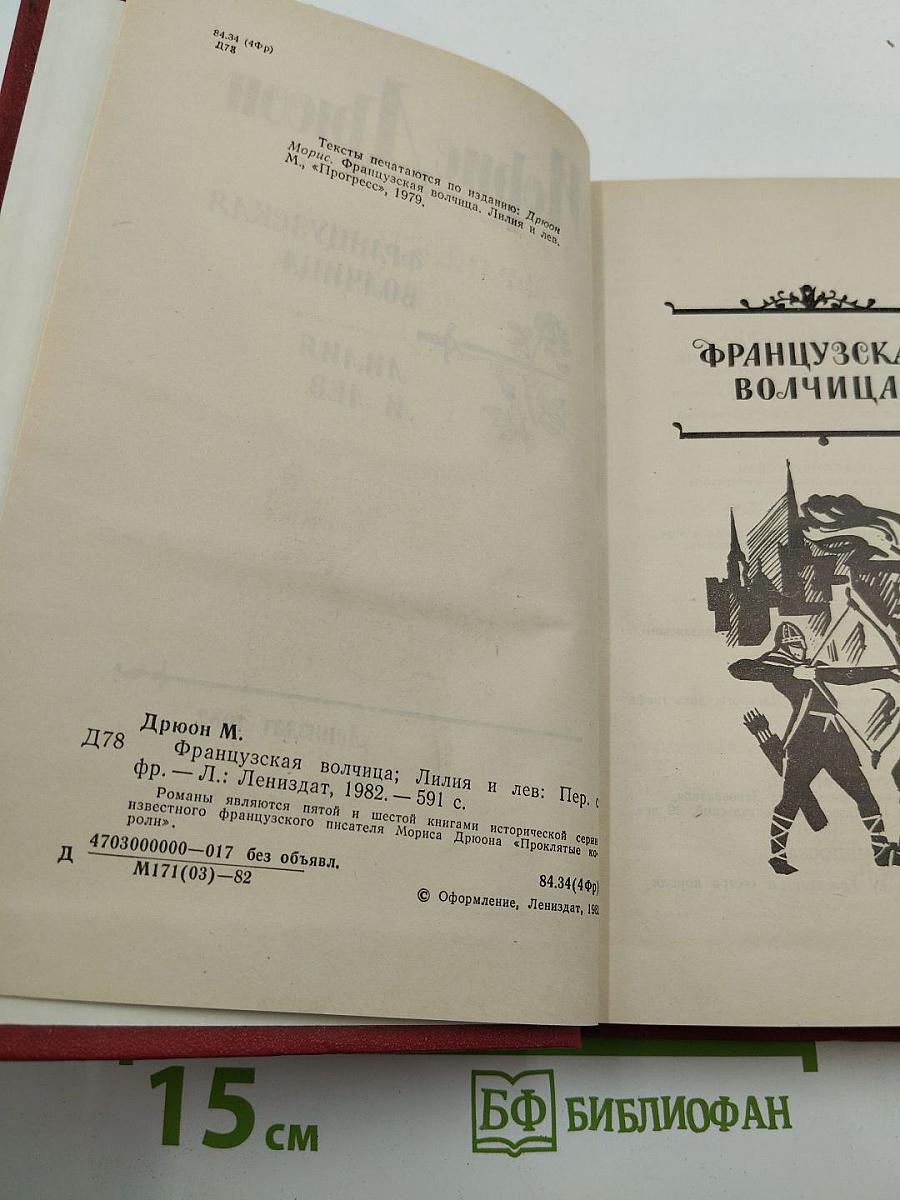 84.34 (4Фр)
Д78
Тексты печатаются по изданию: Дрюон
Морис. Французская волчица. Лилия и лев.
М., «Прогресс», 1979.
Дрюон М.
Д78 Французская волчица; Лилия и лев: Пер. с
фр. — Л.: Лениздат, 1982. — 591 с.
Романы являются пятой и шестой книгами исторической серии
известного французского писателя Мориса Дрюона «Проклятые ко-
роли».
Д 4703000000—017 без объявл.
М171(03)—82
84.34(4Фр)
© Оформление, Лениздат, 198
ФРАНЦУЗСКА
ВОЛЧИЦА
15 см
БФ БИБЛИОФАН